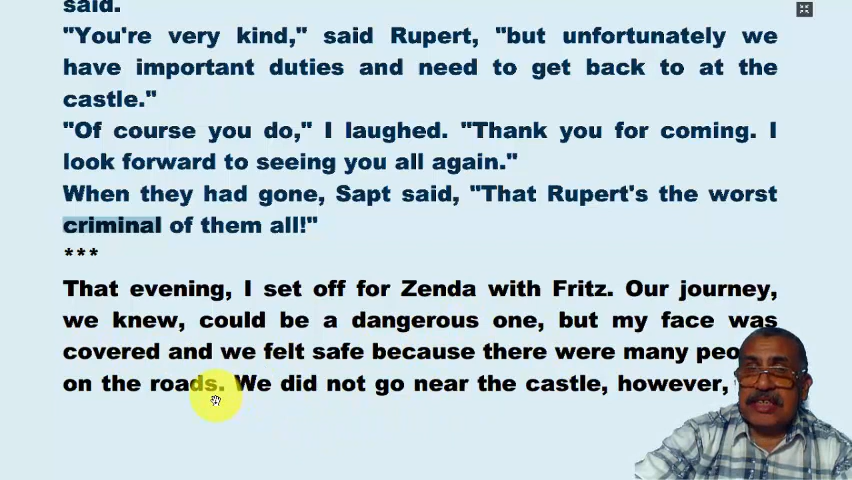 said.
"You're very kind," said Rupert, "but unfortunately we
have important duties and need to get back to at the
castle."
"Of course you do," I laughed. "Thank you for coming. I
look forward to seeing you all again."
When they had gone, Sapt said, "That Rupert's the worst
criminal of them all!"
***
That evening, I set off for Zenda with Fritz. Our journey,
we knew, could be a dangerous one, but my face was
covered and we felt safe because there were many
on the roads. We did not go near the castle, however,